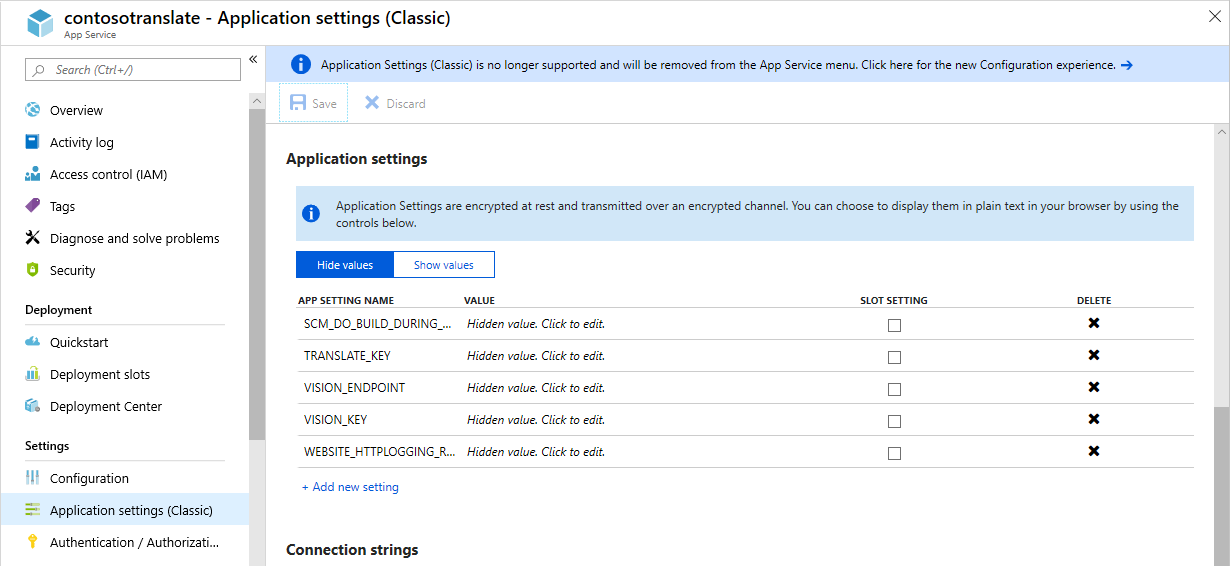 contosotranslate - Application settings (Classic)
App Service
Search (Ctrl+/)
«
Overview
Activity log
Access control (IAM)
Tags
Diagnose and solve problems
Security
Deployment
Quickstart
Deployment slots
Deployment Center
Settings
Configuration
Application settings (Classic)
Authentication / Authorizati...
Application Settings (Classic) is no longer supported and will be removed from the App Service menu. Click here for the new Configuration experience. →
Save Discard
Application settings
Application Settings are encrypted at rest and transmitted over an encrypted channel. You can choose to display them in plain text in your browser by using the
controls below.
Hide values Show values
APP SETTING NAME VALUE SLOT SETTING DELETE
SCM_DO_BUILD_DURING_... Hidden value. Click to edit.
TRANSLATE_KEY Hidden value. Click to edit.
VISION_ENDPOINT Hidden value. Click to edit.
VISION_KEY Hidden value. Click to edit.
WEBSITE_HTTPLOGGING_R... Hidden value. Click to edit.
+ Add new setting
Connection strings